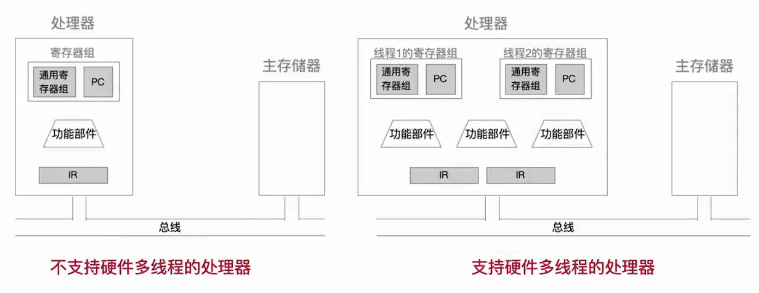 处理器
寄存器组
通用寄
存器组
PC
功能部件
IR
主存储器
总线
不支持硬件多线程的处理器
处理器
线程1的寄存器组
线程2的寄存器组
通用寄
存器组
PC
通用寄
存器组
PC
功能部件
功能部件
功能部件
IR
IR
主存储器
总线
支持硬件多线程的处理器